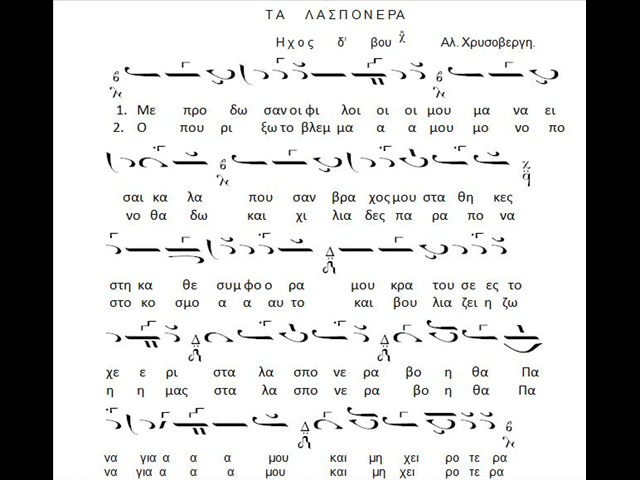 ΤΑ ΛΑΣΠΟΝΕΡΑ
Ηχος δ' βου Αλ. Χρυσοβεργη.
1. Με προ δω σαν οι φι λοι οι οι μου μα να ει
2. Ο που ρι ξω το βλεμ μα α α μου μο νο πο
σαι κα λα που σαν βρα χος μου στα θη κες
νο θα δω και χι λια δες πα ρα πο να
στη κα θε συμ φο ο ρα μου κρα του σε ες το
στο κο σμο α α αυ το και βου λια ζει η ζω
χε ε ρι στα λα σπο νε ρα βο η θα Πα
η η μας στα λα σπο νε ρα βο η θα Πα
να για α α α μου και μη χει ρο τε ρα
να για α α α μου και μη χει ρο τε ρα